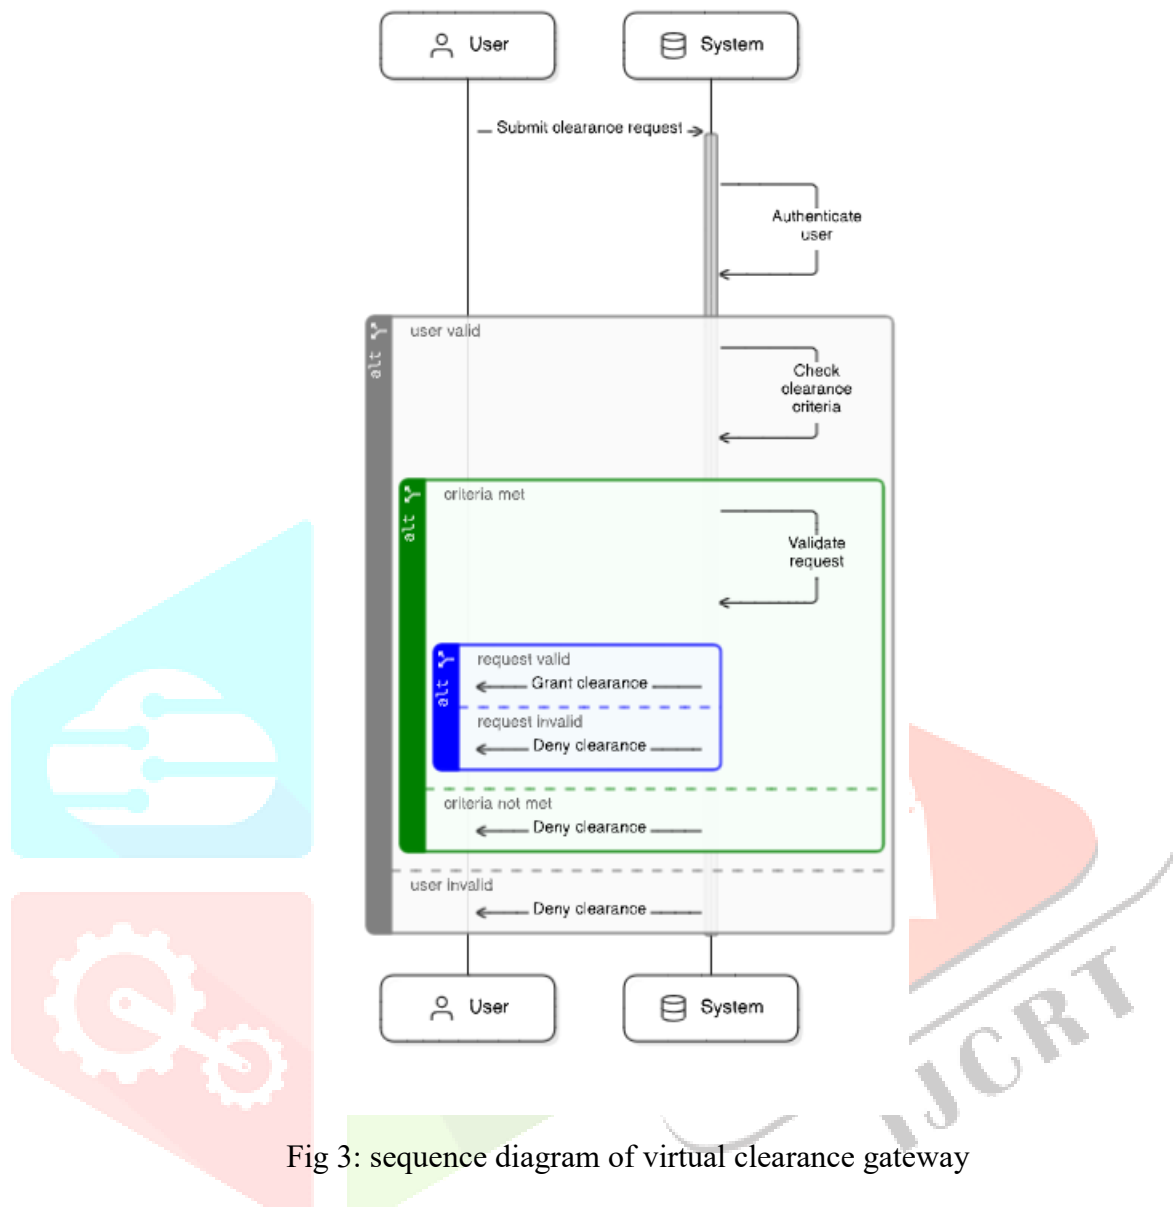 User
System
Submit clearance request
Authenticate
user
alt
user valid
Check
clearance
criteria
alt
criteria met
Validate
request
alt
request valid
Grant clearance
request invalid
Deny clearance
criteria not met
Deny clearance
user invalid
Deny clearance
User
System
IJCRT
Fig 3: sequence diagram of virtual clearance gateway